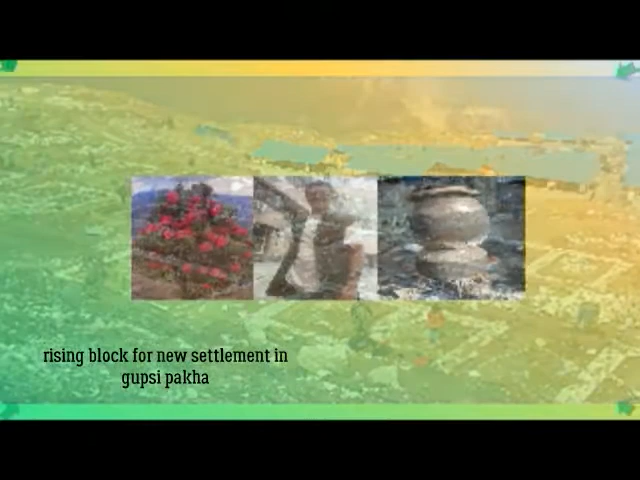 rising block for new settlement in
gupsi pakha